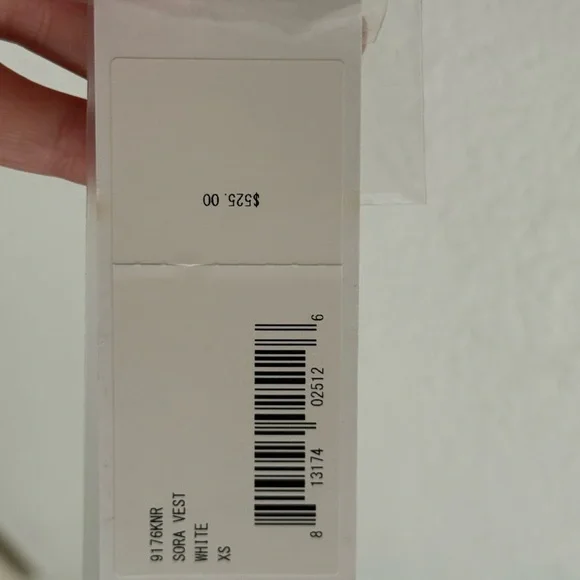 $525.00
9176KNR
SORA VEST
WHITE
XS
8 13174 02512 6